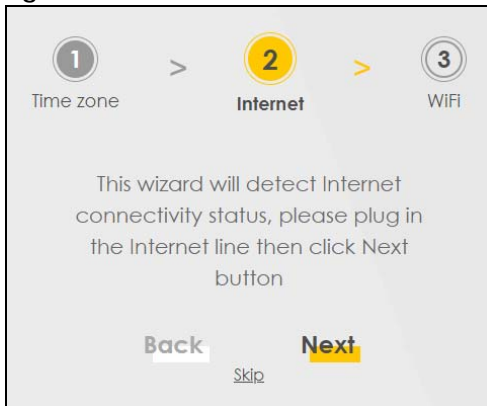 1 > 2 > 3
Time zone Internet WiFi
This wizard will detect Internet
connectivity status, please plug in
the Internet line then click Next
button
Back Next
Skip